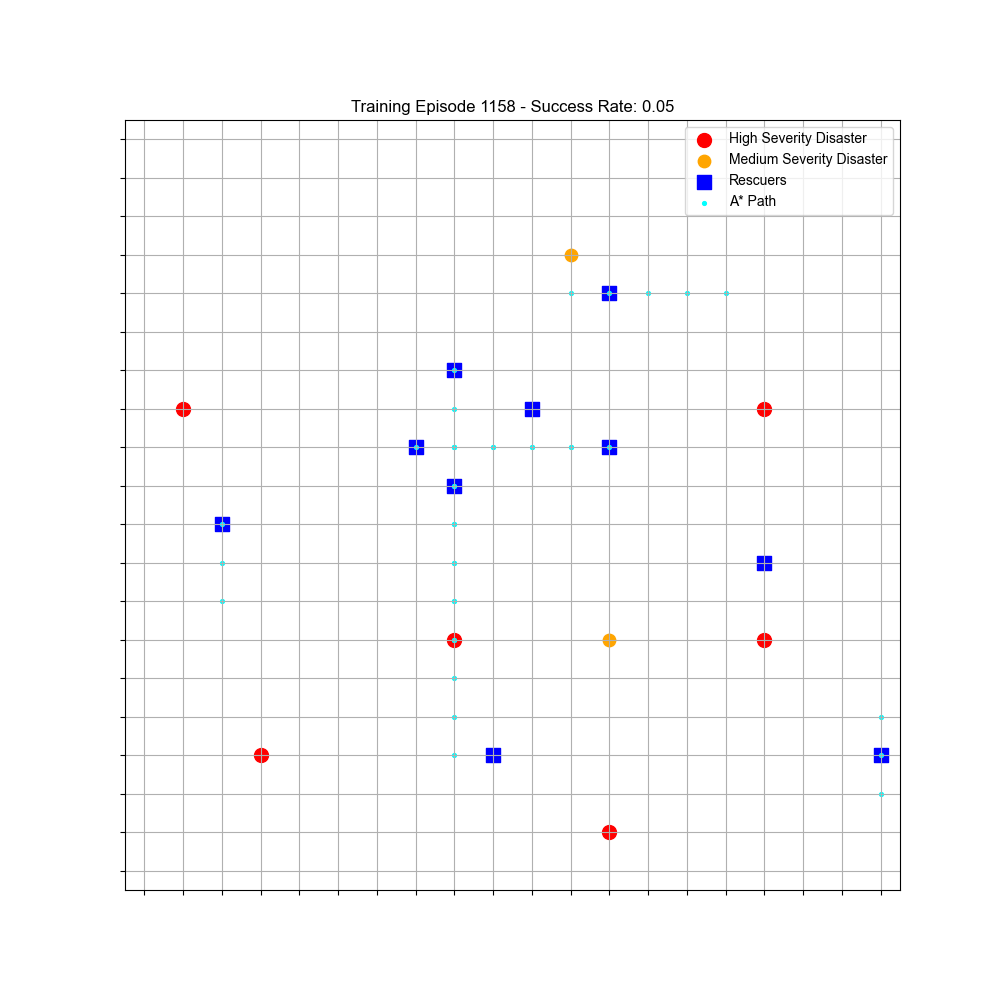 Training Episode 1158 - Success Rate: 0.05
High Severity Disaster
Medium Severity Disaster
Rescuers
A* Path